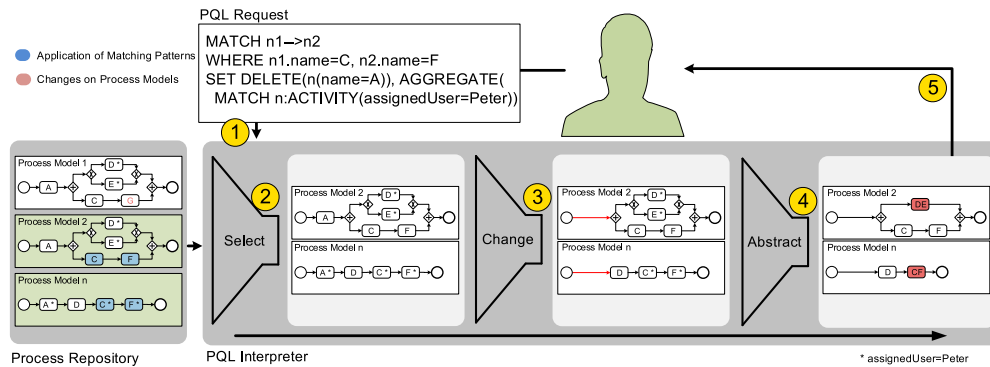 PQL Request
MATCH n1-->n2
WHERE n1.name=C, n2.name=F
SET DELETE(n(name=A)), AGGREGATE(
MATCH n:ACTIVITY(assignedUser=Peter))
Application of Matching Patterns
Changes on Process Models
1
2
3
4
5
Process Model 1
A
D *
E *
C
G
Process Model 2
A
D *
E *
C
F
Process Model n
A *
D
C *
F *
Process Repository
Select
Process Model 2
A
D *
E *
C
F
Process Model n
A *
D
C *
F *
Change
Process Model 2
D *
E *
C
F
Process Model n
D
C *
F *
Abstract
Process Model 2
DE
C
F
Process Model n
D
CF
PQL Interpreter
* assignedUser=Peter